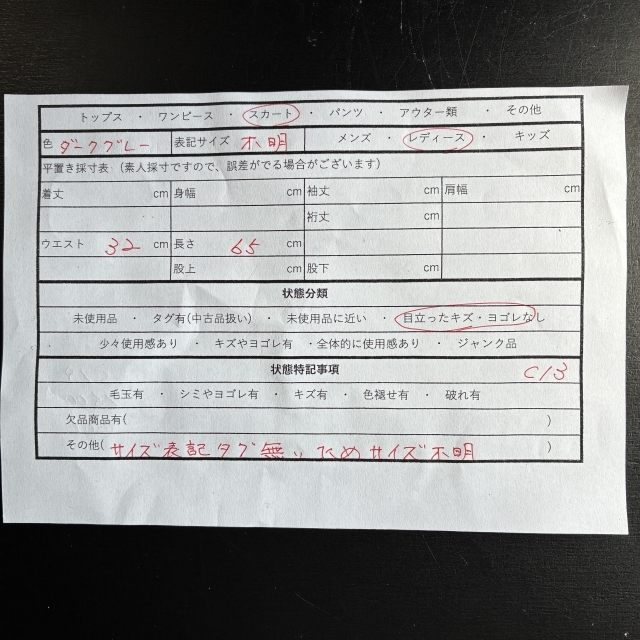 トップス ・ ワンピース ・ スカート ・ パンツ ・ アウター類 ・ その他
色 ダークブレー 表記サイズ 不明 メンズ ・ レディース ・ キッズ
平置き採寸表（素人採寸ですので、誤差がでる場合がございます）
着丈 cm 身幅 cm 袖丈 cm 肩幅 cm
裄丈 cm
ウエスト 32 cm 長さ 65 cm
股上 cm 股下 cm
状態分類
未使用品 ・ タグ有(中古品扱い) ・ 未使用品に近い ・ 目立ったキズ・ヨゴレなし
少々使用感あり ・ キズやヨゴレ有 ・全体的に使用感あり ・ ジャンク品
状態特記事項 C13
毛玉有 ・ シミやヨゴレ有 ・ キズ有 ・ 色褪せ有 ・ 破れ有
欠品商品有( )
その他( サイズ表記タグ無いためサイズ不明 )